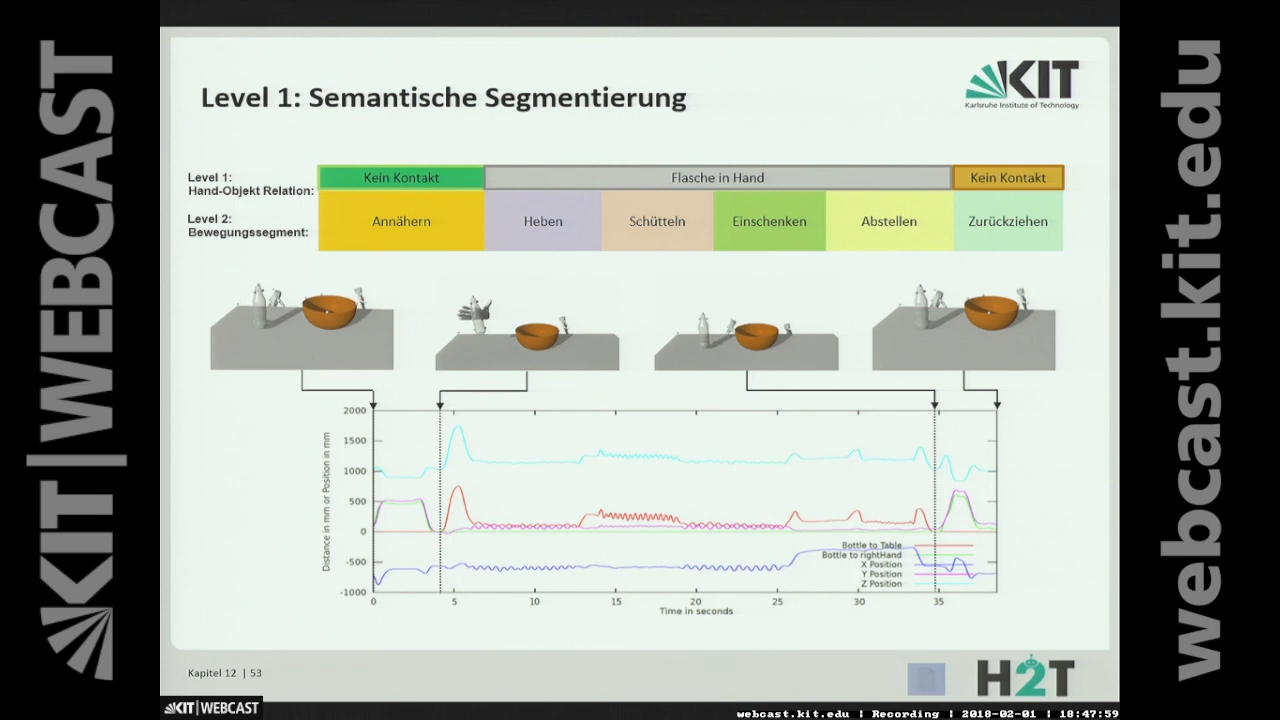 KIT|WEBCAST
webcast.kit.edu
KIT
Karlsruhe Institute of Technology
Level 1: Semantische Segmentierung
Level 1:
Hand-Objekt Relation:
Kein Kontakt
Flasche in Hand
Kein Kontakt
Level 2:
Bewegungssegment:
Annähern
Heben
Schütteln
Einschenken
Abstellen
Zurückziehen
Distance in mm or Position in mm
2000
1500
1000
500
0
-500
-1000
Bottle to Table
Bottle to rightHand
X Position
Y Position
Z Position
0 5 10 15 20 25 30 35
Time in seconds
Kapitel 12 | 53
H2T
KIT|WEBCAST
webcast.kit.edu | Recording | 2018-02-01 | 18:47:59